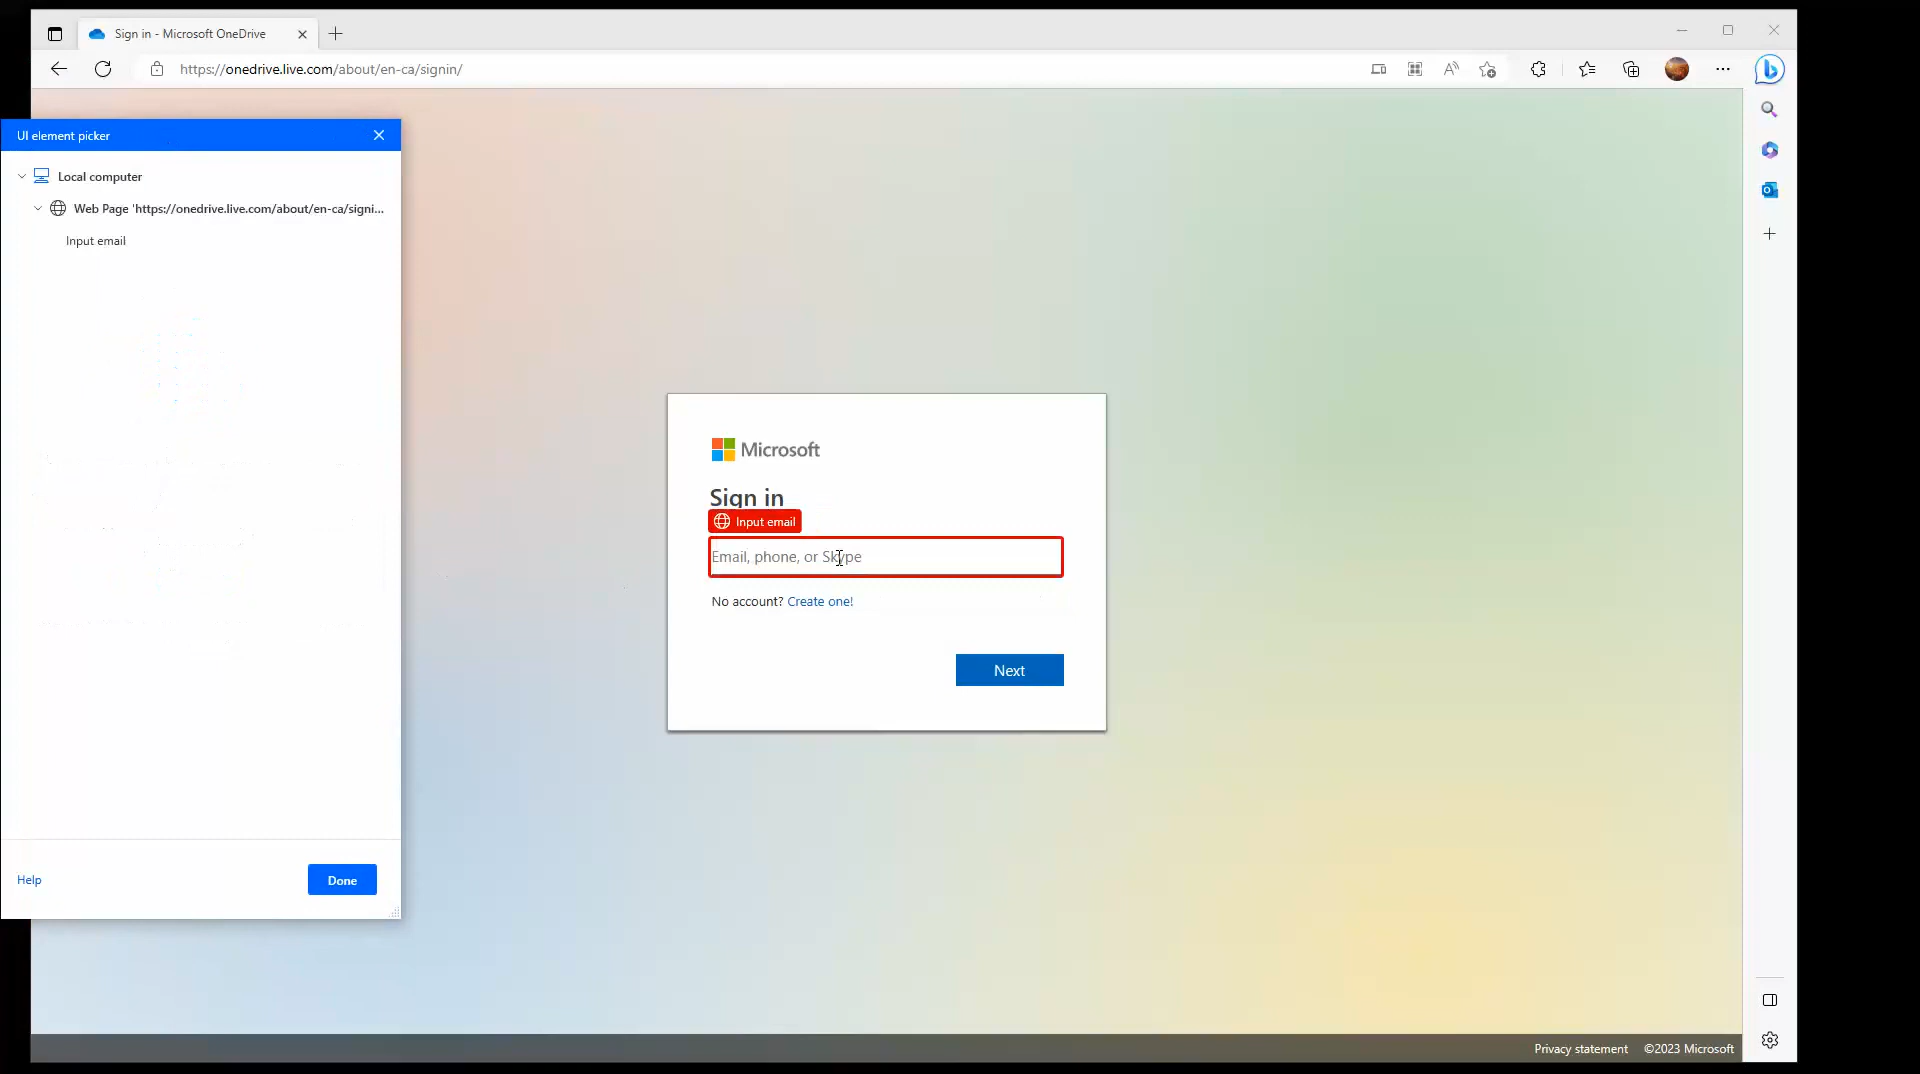 Sign in - Microsoft OneDrive
https://onedrive.live.com/about/en-ca/signin/
UI element picker
Local computer
Web Page 'https://onedrive.live.com/about/en-ca/signi...
Input email
Microsoft
Sign in
Input email
Email, phone, or Skype
No account? Create one!
Next
Help
Done
Privacy statement ©2023 Microsoft